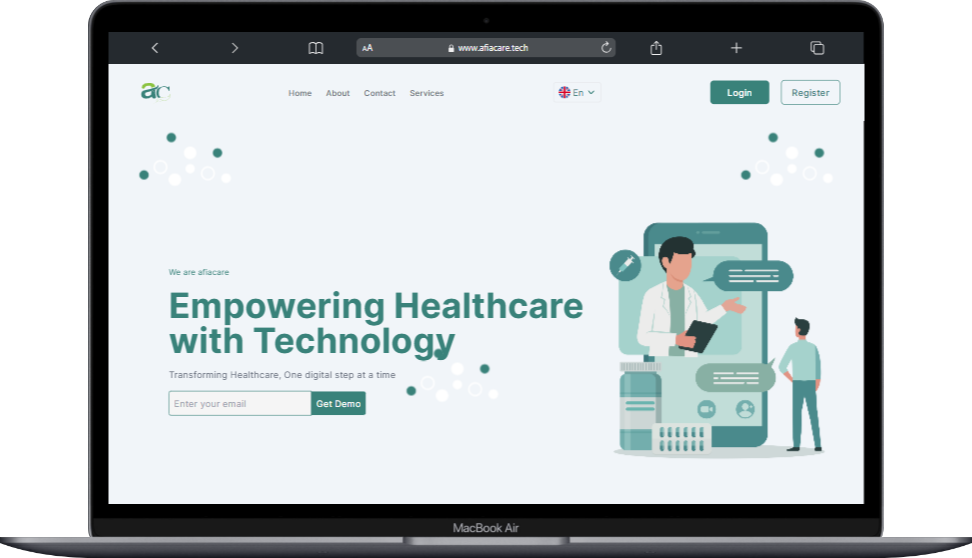 AA www.afiacare.tech
ac
Home About Contact Services En Login Register
We are afiacare
Empowering Healthcare
with Technology
Transforming Healthcare, One digital step at a time
Enter your email Get Demo
MacBook Air